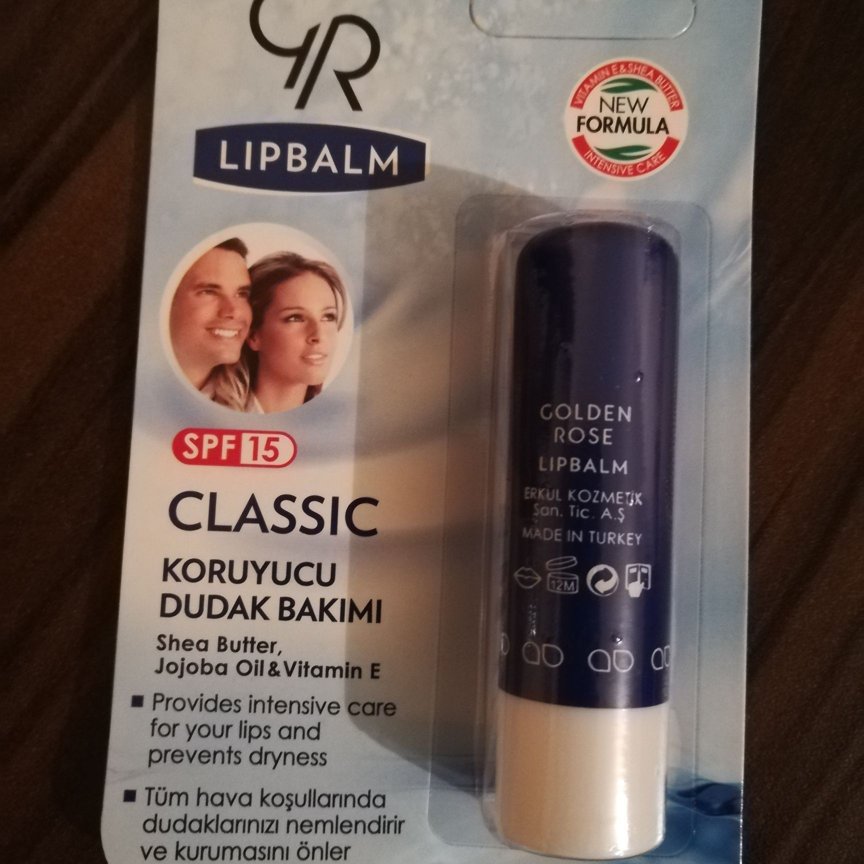 GR
LIPBALM
VITAMIN E & SHEA BUTTER
NEW
FORMULA
INTENSIVE CARE
SPF 15
CLASSIC
KORUYUCU
DUDAK BAKIMI
Shea Butter,
Jojoba Oil & Vitamin E
Provides intensive care
for your lips and
prevents dryness
Tüm hava koşullarında
dudaklarınızı nemlendirir
ve kurumasını önler
GOLDEN
ROSE
LIPBALM
ERKUL KOZMETİK
San. Tic. A.Ş
MADE IN TURKEY
12M